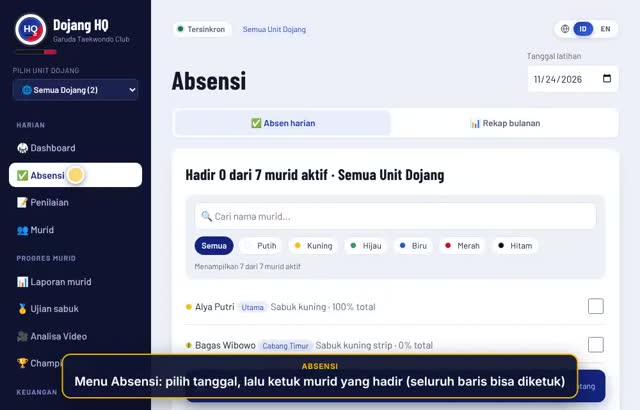 HQ
Dojang HQ
Garuda Taekwondo Club
PILIH UNIT DOJANG
Semua Dojang (2)
HARIAN
Dashboard
Absensi
Penilaian
Murid
PROGRES MURID
Laporan murid
Ujian sabuk
Analisa Video
Champi
KEUANGAN
Tersinkron
Semua Unit Dojang
ID
EN
Absensi
Tanggal latihan
11/24/2026
Absen harian
Rekap bulanan
Hadir 0 dari 7 murid aktif · Semua Unit Dojang
Cari nama murid...
Semua
Putih
Kuning
Hijau
Biru
Merah
Hitam
Menampilkan 7 dari 7 murid aktif
Alya Putri Utama Sabuk kuning · 100% total
Bagas Wibowo Cabang Timur Sabuk kuning strip · 0% total
ABSENSI
Menu Absensi: pilih tanggal, lalu ketuk murid yang hadir (seluruh baris bisa diketuk)